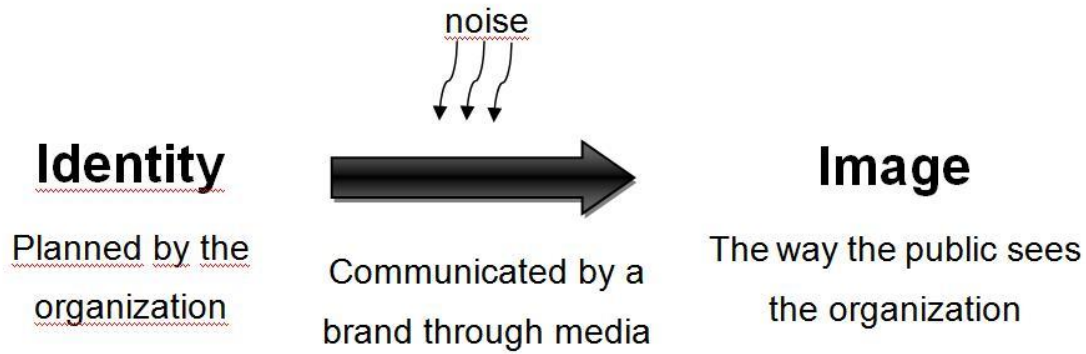 noise
Identity
Planned by the
organization
Communicated by a
brand through media
Image
The way the public sees
the organization